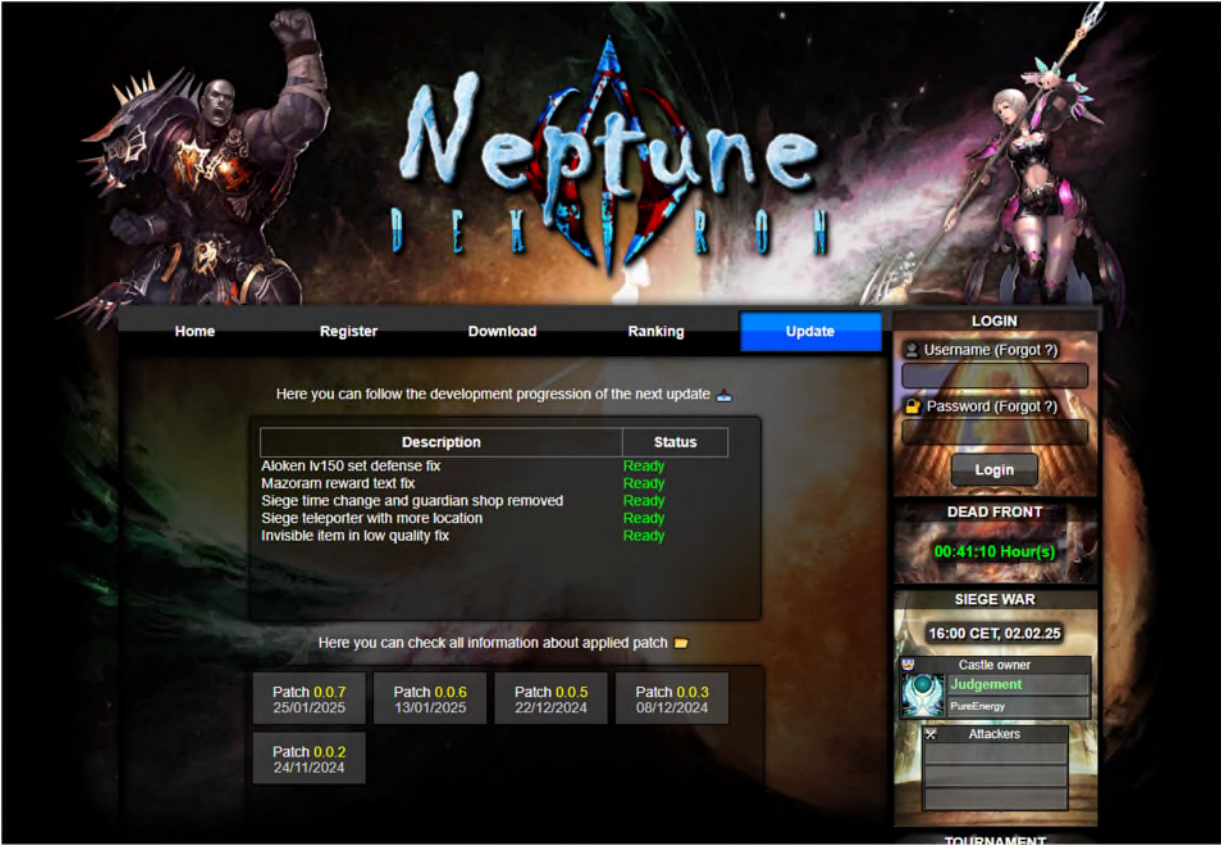 Neptune
DEKARON
Home Register Download Ranking Update
Here you can follow the development progression of the next update
Description Status
Aloken lv150 set defense fix Ready
Mazoram reward text fix Ready
Siege time change and guardian shop removed Ready
Siege teleporter with more location Ready
Invisible item in low quality fix Ready
Here you can check all information about applied patch
Patch 0.0.7 Patch 0.0.6 Patch 0.0.5 Patch 0.0.3
25/01/2025 13/01/2025 22/12/2024 08/12/2024
Patch 0.0.2
24/11/2024
LOGIN
Username (Forgot ?)
Password (Forgot ?)
Login
DEAD FRONT
00:41:10 Hour(s)
SIEGE WAR
16:00 CET, 02.02.25
Castle owner
Judgement
PureEnergy
Attackers
TOURNAMENT